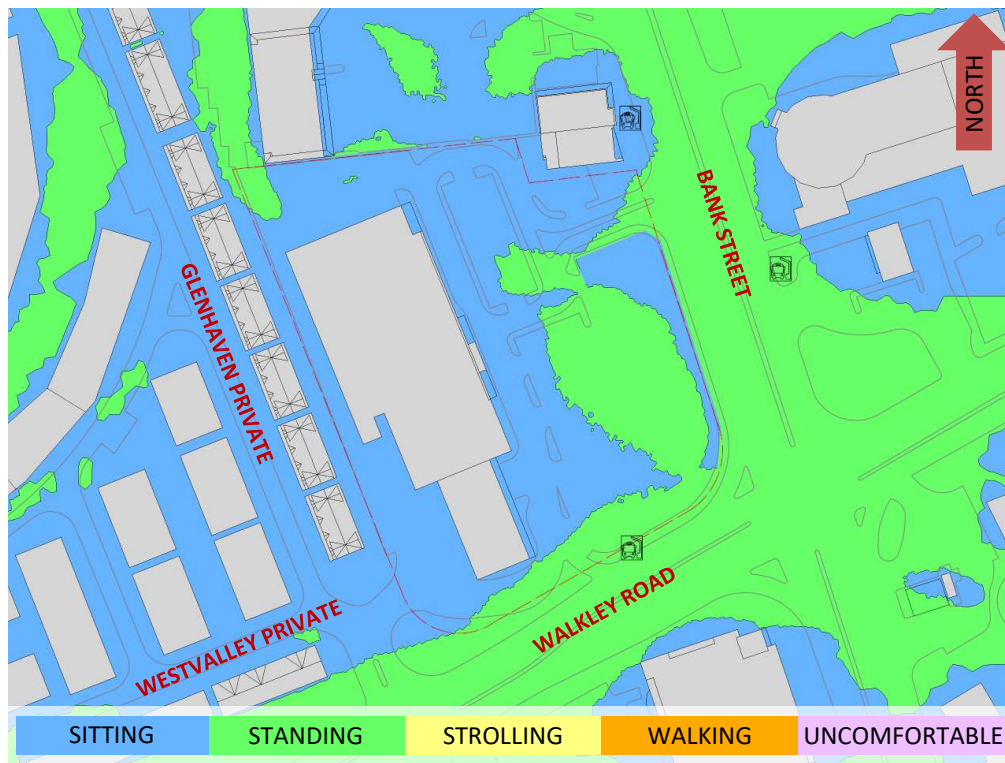 NORTH
BANK STREET
GLENHAVEN PRIVATE
WALKLEY ROAD
WESTVALLEY PRIVATE
SITTING
STANDING
STROLLING
WALKING
UNCOMFORTABLE